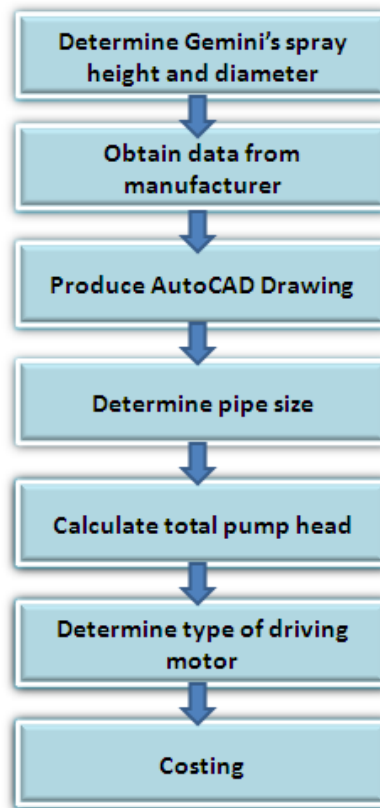 Determine Gemini's spray
height and diameter
Obtain data from
manufacturer
Produce AutoCAD Drawing
Determine pipe size
Calculate total pump head
Determine type of driving
motor
Costing